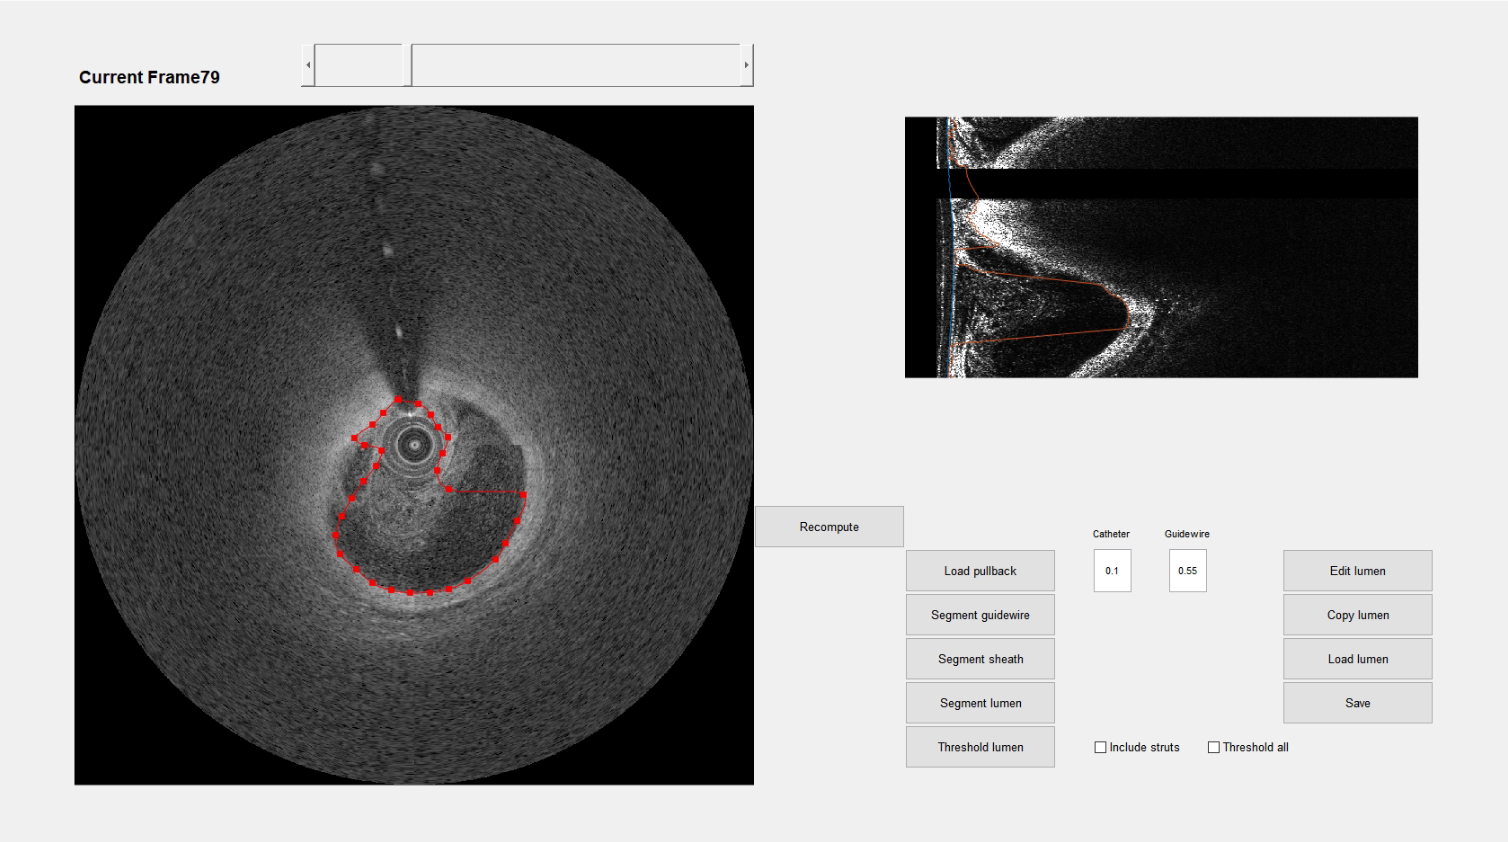 Current Frame79
Recompute
Catheter Guidewire
Load pullback 0.1 0.55 Edit lumen
Segment guidewire Copy lumen
Segment sheath Load lumen
Segment lumen Save
Threshold lumen Include struts Threshold all